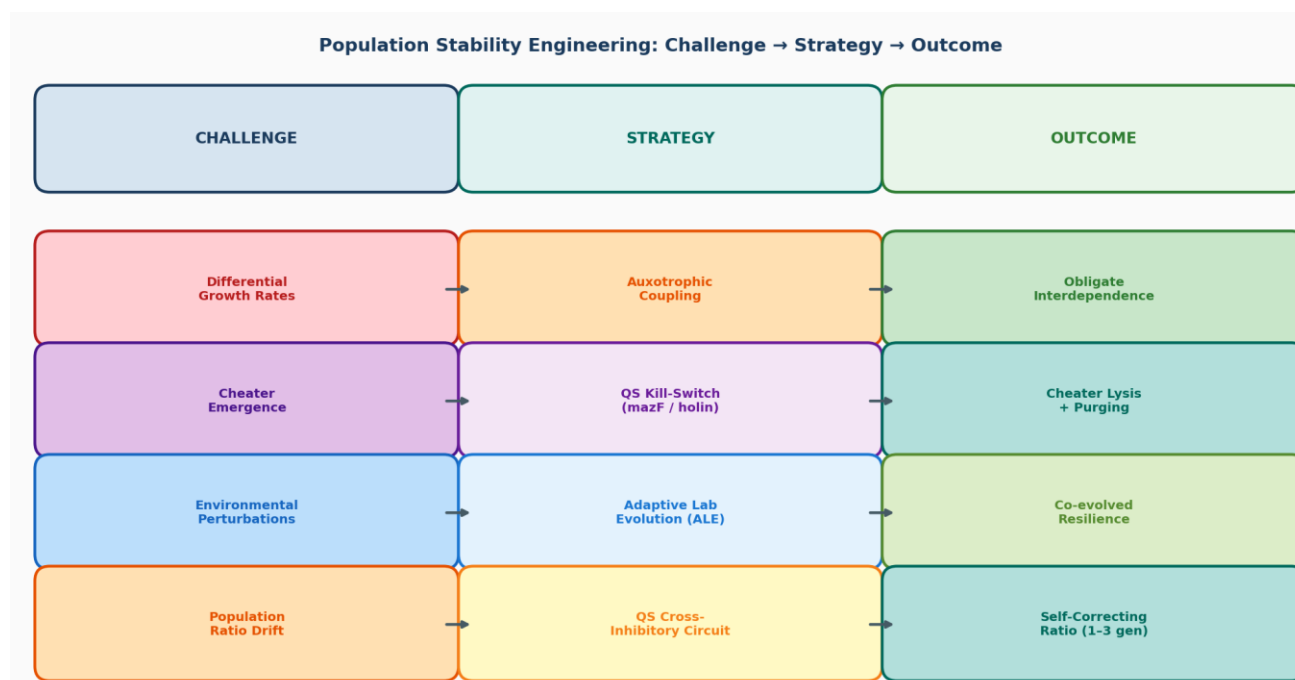 Population Stability Engineering: Challenge → Strategy → Outcome
CHALLENGE
STRATEGY
OUTCOME
Differential
Growth Rates
Auxotrophic
Coupling
Obligate
Interdependence
Cheater
Emergence
QS Kill-Switch
(mazF / holin)
Cheater Lysis
+ Purging
Environmental
Perturbations
Adaptive Lab
Evolution (ALE)
Co-evolved
Resilience
Population
Ratio Drift
QS Cross-
Inhibitory Circuit
Self-Correcting
Ratio (1–3 gen)